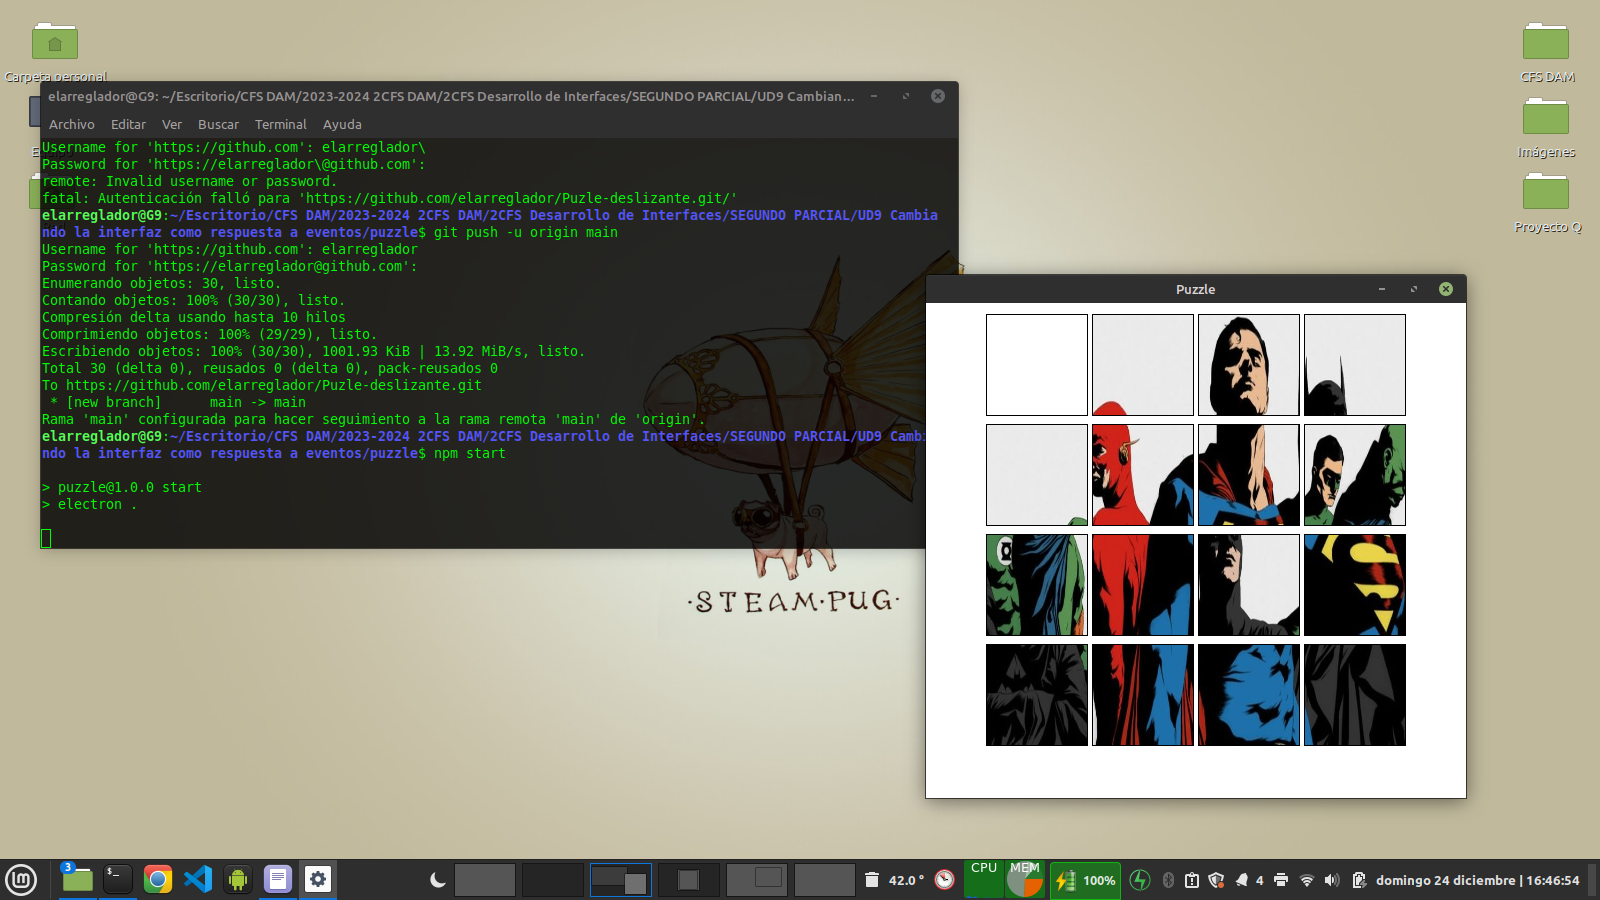 Carpeta personal
CFS DAM
Imágenes
Proyecto Q
elarreglador@G9: ~/Escritorio/CFS DAM/2023-2024 2CFS DAM/2CFS Desarrollo de Interfaces/SEGUNDO PARCIAL/UD9 Cambian...
Archivo Editar Ver Buscar Terminal Ayuda
Username for 'https://github.com': elarreglador\
Password for 'https://elarreglador\@github.com':
remote: Invalid username or password.
fatal: Autenticación falló para 'https://github.com/elarreglador/Puzle-deslizante.git/'
elarreglador@G9:~/Escritorio/CFS DAM/2023-2024 2CFS DAM/2CFS Desarrollo de Interfaces/SEGUNDO PARCIAL/UD9 Cambia
ndo la interfaz como respuesta a eventos/puzzle$ git push -u origin main
Username for 'https://github.com': elarreglador
Password for 'https://elarreglador@github.com':
Enumerando objetos: 30, listo.
Contando objetos: 100% (30/30), listo.
Compresión delta usando hasta 10 hilos
Comprimiendo objetos: 100% (29/29), listo.
Escribiendo objetos: 100% (30/30), 1001.93 KiB | 13.92 MiB/s, listo.
Total 30 (delta 0), reusados 0 (delta 0), pack-reusados 0
To https://github.com/elarreglador/Puzle-deslizante.git
 * [new branch]      main -> main
Rama 'main' configurada para hacer seguimiento a la rama remota 'main' de 'origin'.
elarreglador@G9:~/Escritorio/CFS DAM/2023-2024 2CFS DAM/2CFS Desarrollo de Interfaces/SEGUNDO PARCIAL/UD9 Cambi
ndo la interfaz como respuesta a eventos/puzzle$ npm start
> puzzle@1.0.0 start
> electron .
Puzzle
·STEAM·PUG·
3
CPU
MEM
42.0 °
100%
4
domingo 24 diciembre | 16:46:54